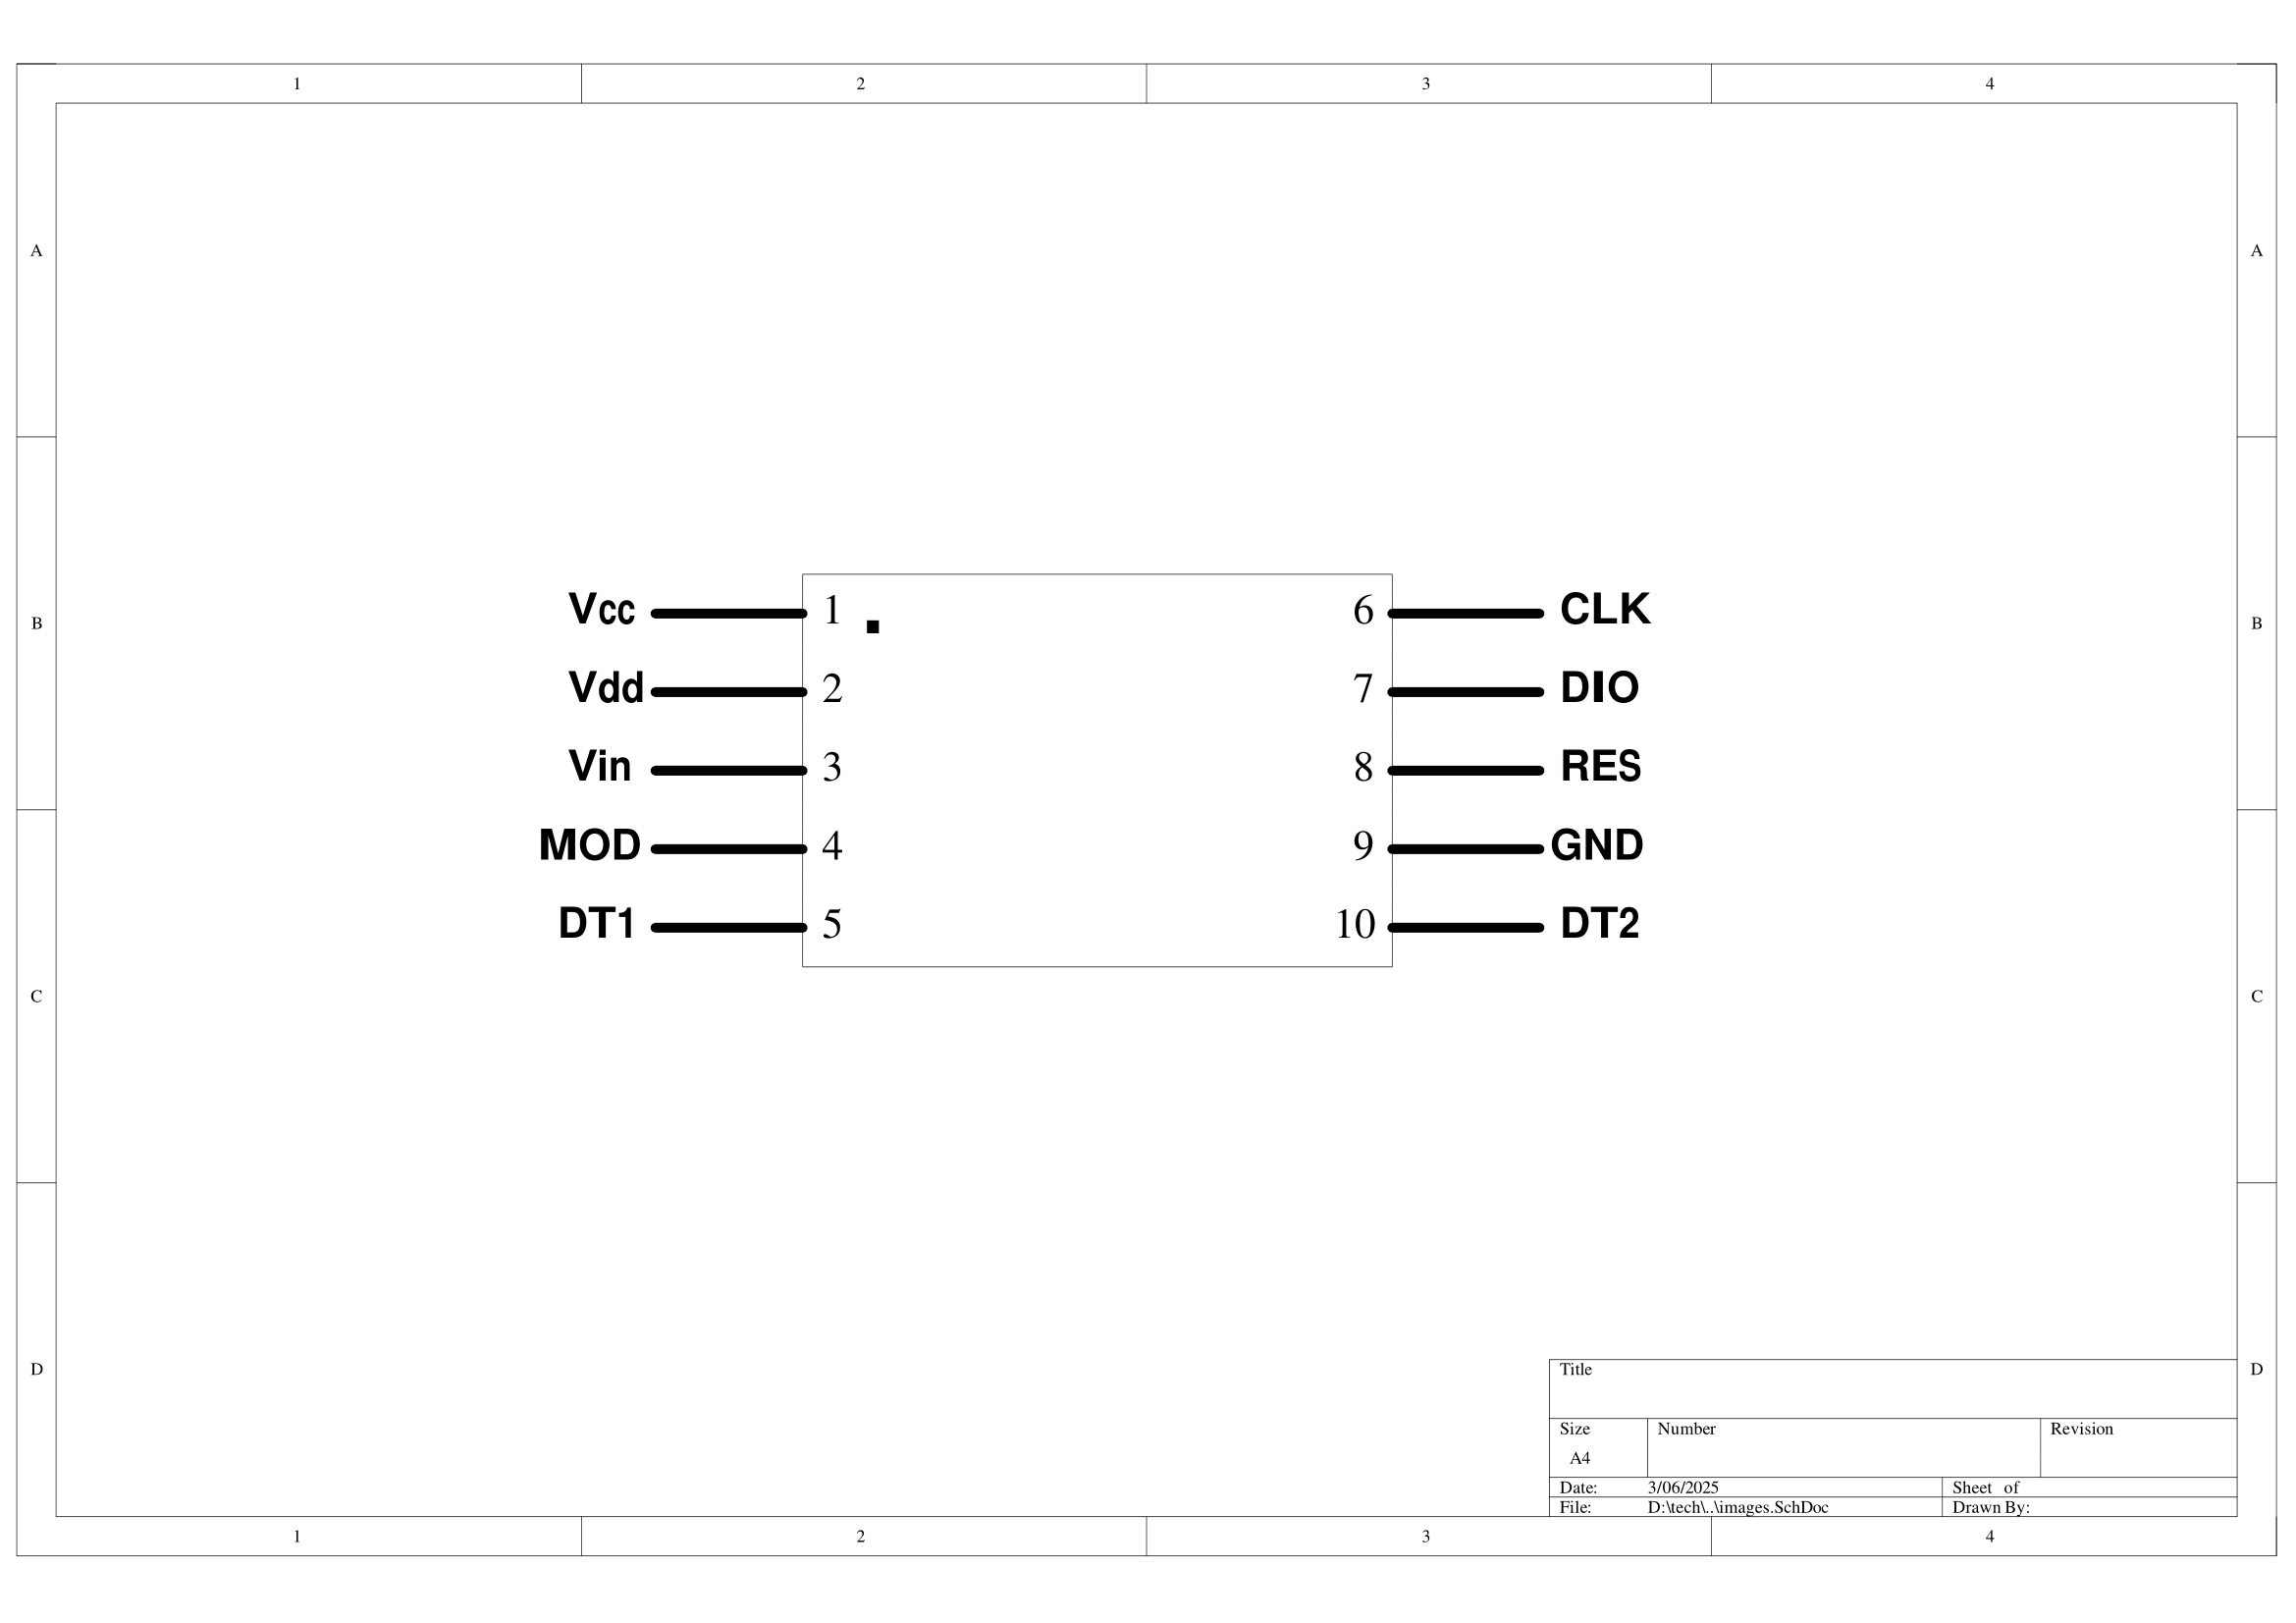 1 2 3 4
A A
Vcc 1 . 6 CLK
B B
Vdd 2 7 DIO
Vin 3 8 RES
MOD 4 9 GND
DT1 5 10 DT2
C C
D D
Title
Size Number Revision
A4
Date: 3/06/2025 Sheet of
File: D:\tech\..\images.SchDoc Drawn By:
1 2 3 4